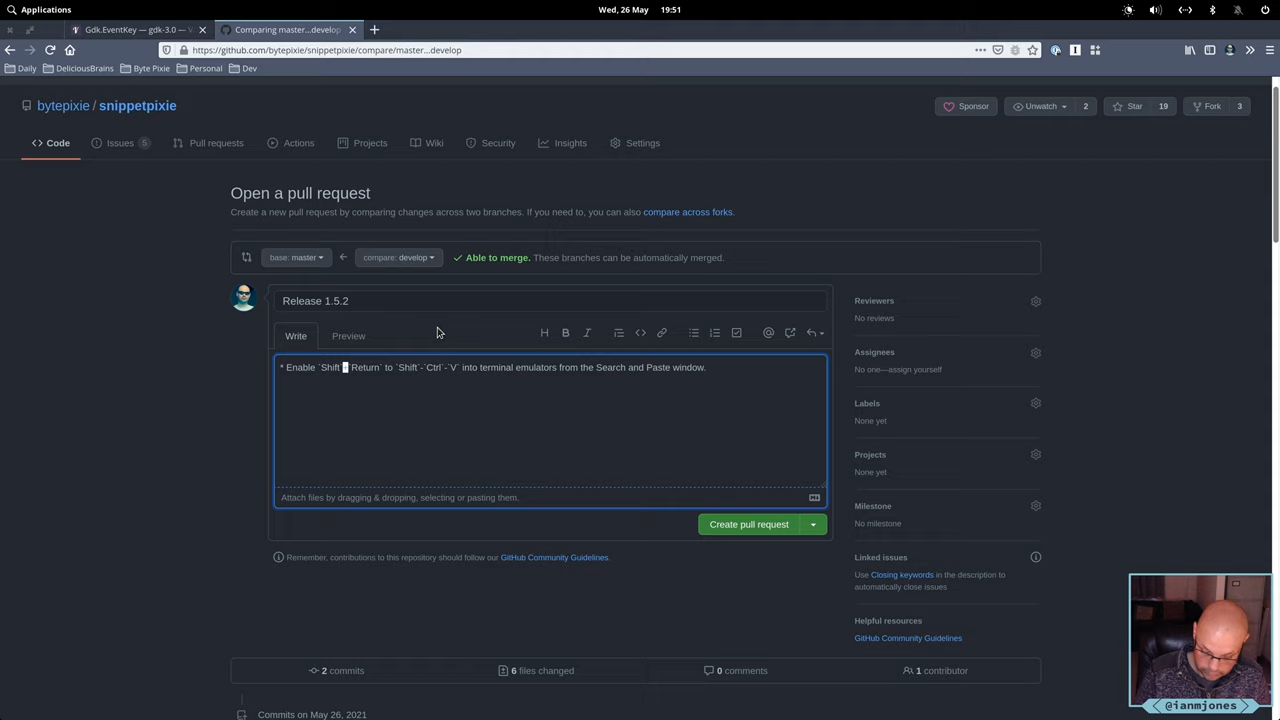 Applications
Wed, 26 May 19:51
Gdk.EventKey — gdk-3.0 — V
Comparing master...develop
https://github.com/bytepixie/snippetpixie/compare/master...develop
Daily
DeliciousBrains
Byte Pixie
Personal
Dev
bytepixie / snippetpixie
Sponsor
Unwatch 2
Star 19
Fork 3
Code
Issues 5
Pull requests
Actions
Projects
Wiki
Security
Insights
Settings
Open a pull request
Create a new pull request by comparing changes across two branches. If you need to, you can also compare across forks.
base: master
compare: develop
Able to merge. These branches can be automatically merged.
Release 1.5.2
Write
Preview
* Enable `Shift`-`Return` to `Shift`-`Ctrl`-`V` into terminal emulators from the Search and Paste window.
Attach files by dragging & dropping, selecting or pasting them.
Create pull request
Remember, contributions to this repository should follow our GitHub Community Guidelines.
Reviewers
No reviews
Assignees
No one—assign yourself
Labels
None yet
Projects
None yet
Milestone
No milestone
Linked issues
Use Closing keywords in the description to
automatically close issues
Helpful resources
GitHub Community Guidelines
2 commits
6 files changed
0 comments
1 contributor
Commits on May 26, 2021
< @ianmjones >